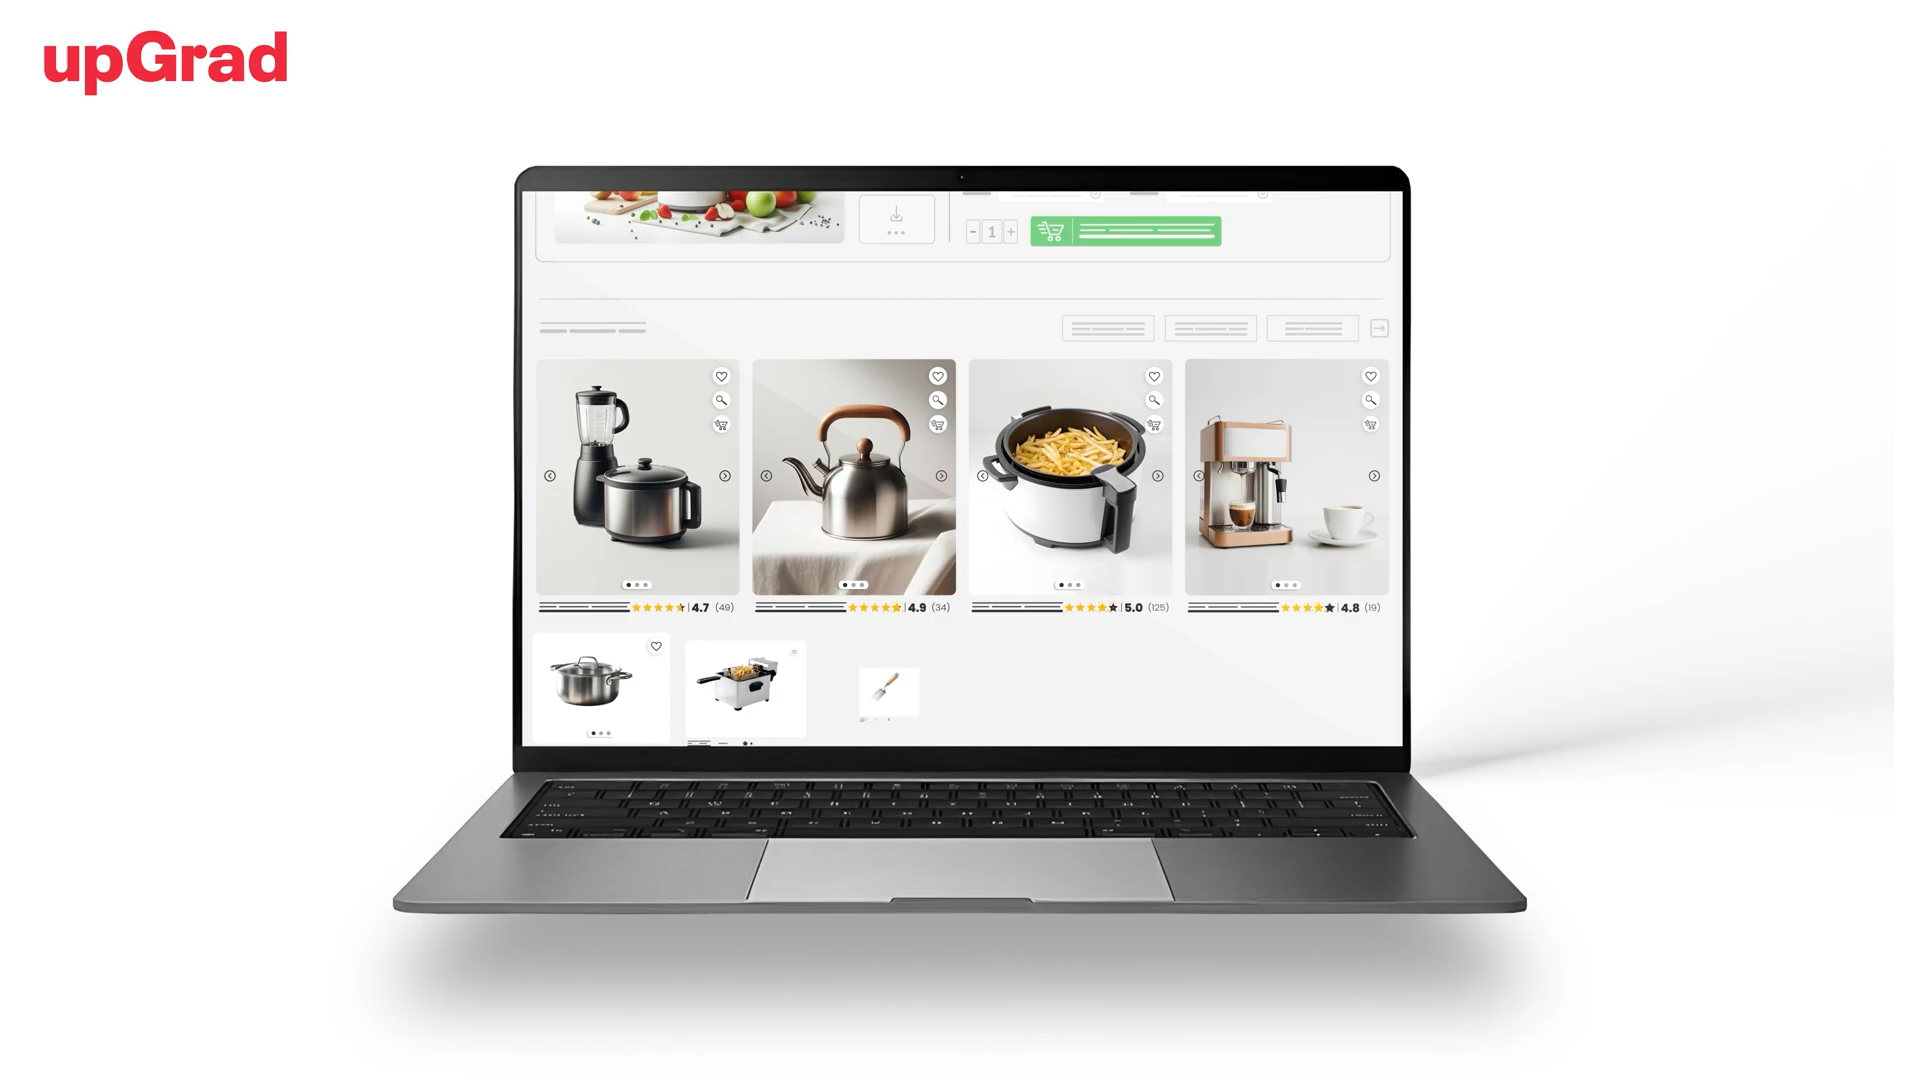 upGrad
- 1 +
4.7 (49)
4.9 (34)
5.0 (125)
4.8 (19)